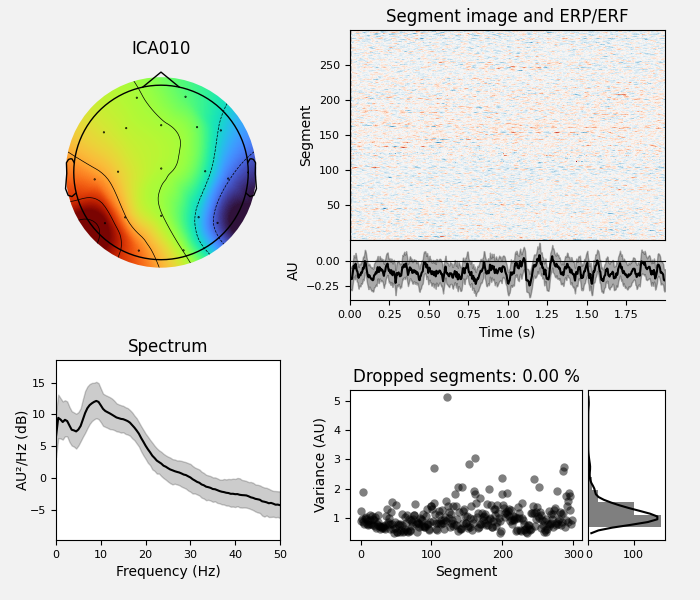 ICA010
Segment image and ERP/ERF
Segment
250
200
150
100
50
AU
0.00
−0.25
0.00 0.25 0.50 0.75 1.00 1.25 1.50 1.75
Time (s)
Spectrum
AU²/Hz (dB)
15
10
5
0
−5
0 10 20 30 40 50
Frequency (Hz)
Dropped segments: 0.00 %
Variance (AU)
5
4
3
2
1
0 100 200 300
Segment
0 100